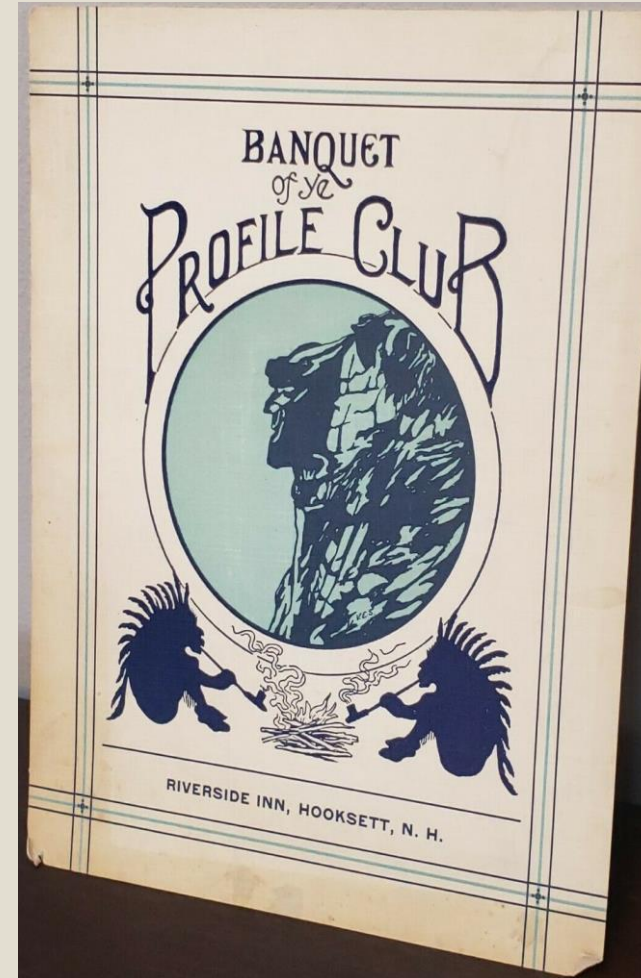 BANQUET
of ye
PROFILE CLUB
RIVERSIDE INN, HOOKSETT, N. H.